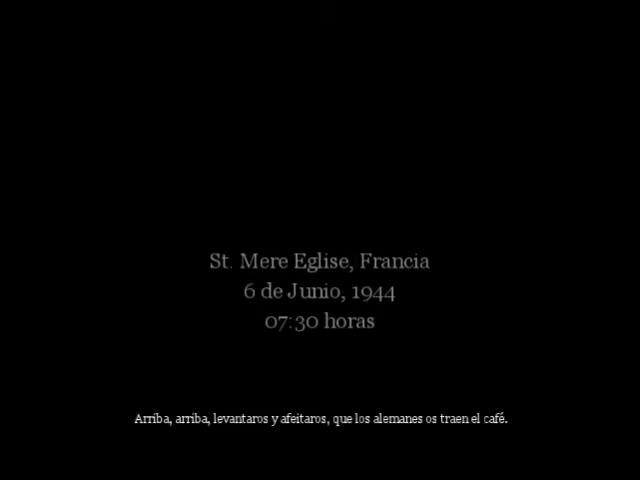 St. Mere Eglise, Francia
6 de Junio, 1944
07:30 horas
Arriba, arriba, levantaros y afeitaros, que los alemanes os traen el café.